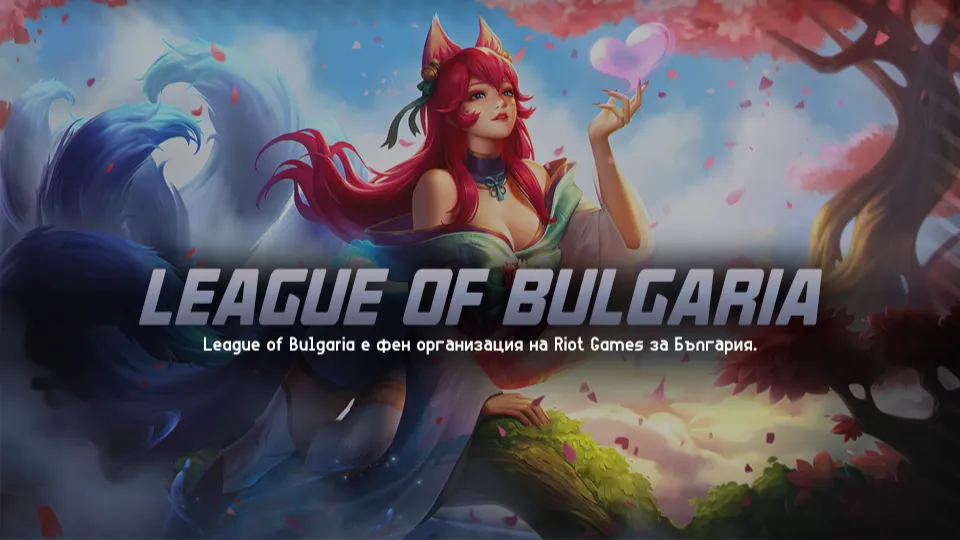 LEAGUE OF BULGARIA
League of Bulgaria е фен организация на Riot Games за България.